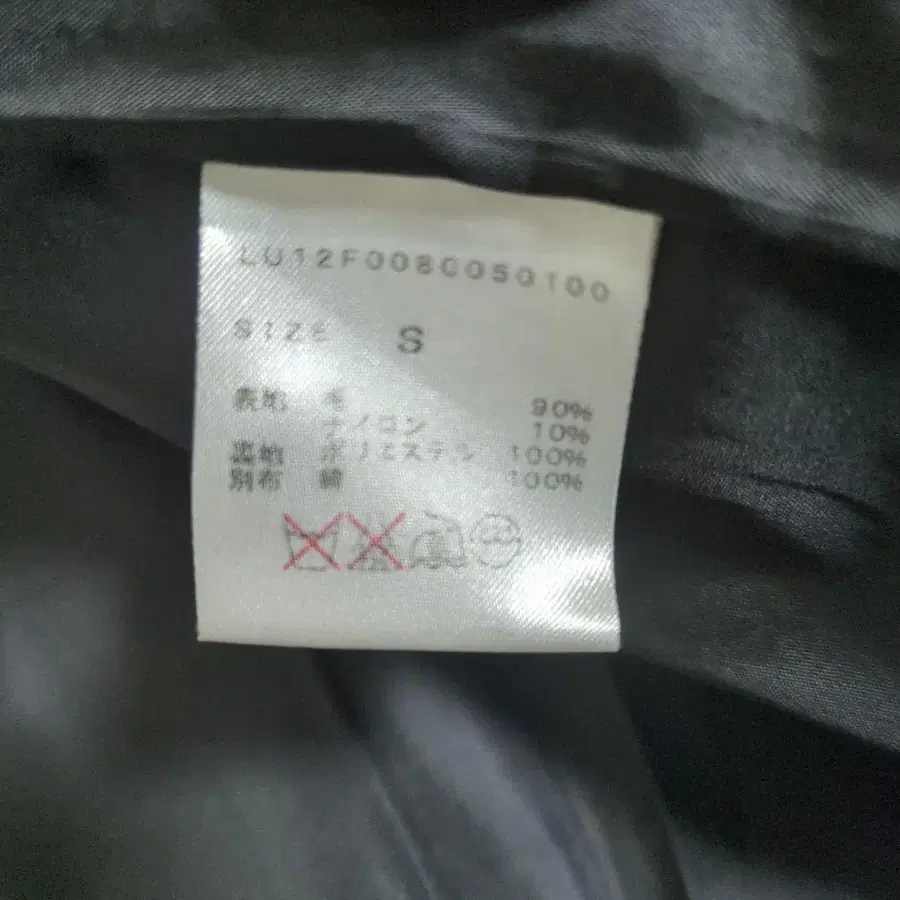 LU12F0080050100
SIZE S
表地 毛 90%
ナイロン 10%
裏地 ポリエステル 100%
別布 綿 100%